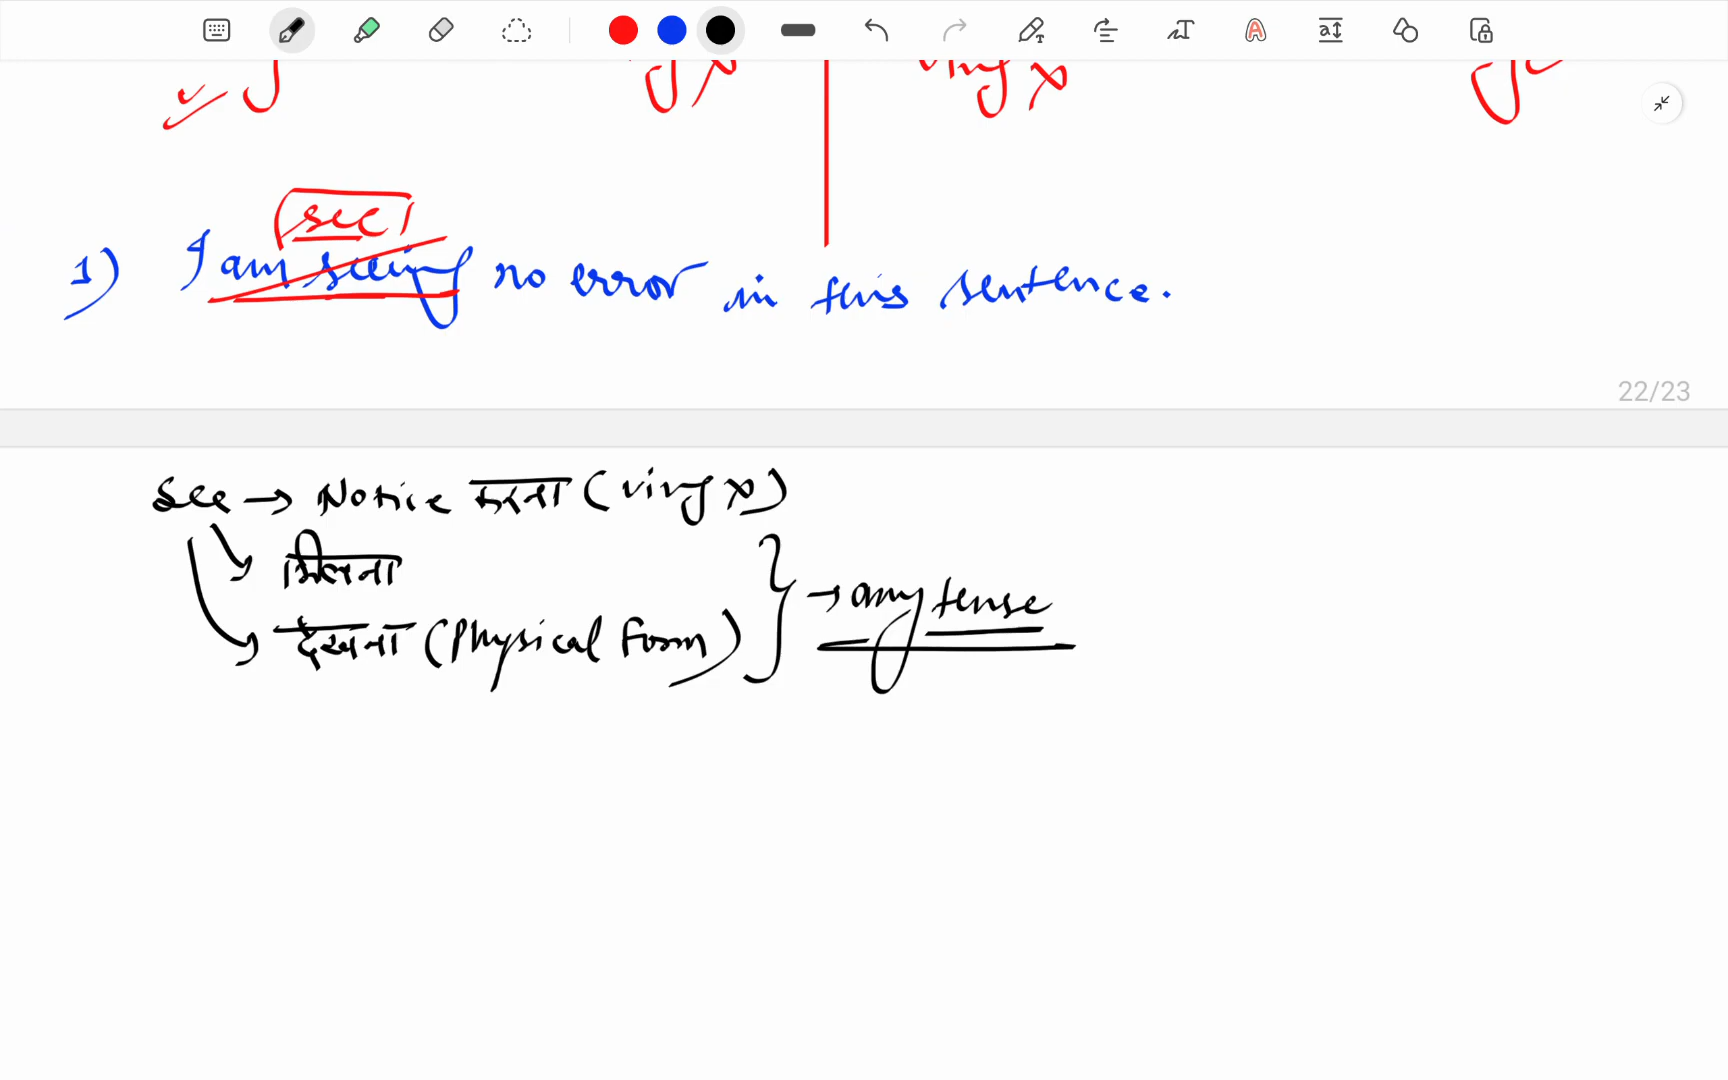 see
1) I am seeing no error in this sentence.
22/23
See → Notice करना (ving x)
मिलना
देखना (Physical Form) } → any tense